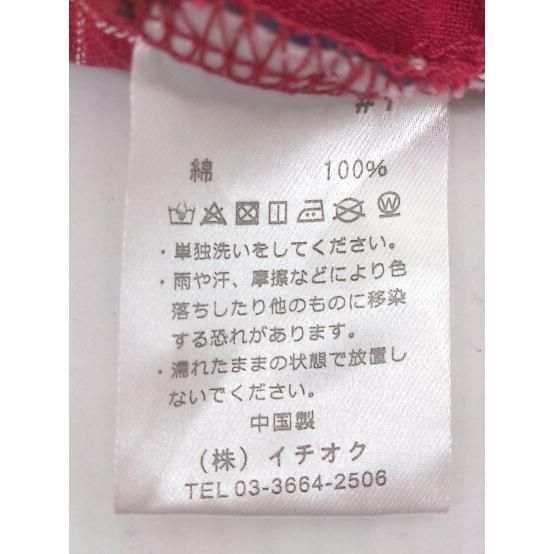 #1
綿 100%
・単独洗いをしてください。
・雨や汗、摩擦などにより色
落ちしたり他のものに移染
する恐れがあります。
・濡れたままの状態で放置し
ないでください。
中国製
(株)イチオク
TEL 03-3664-2506